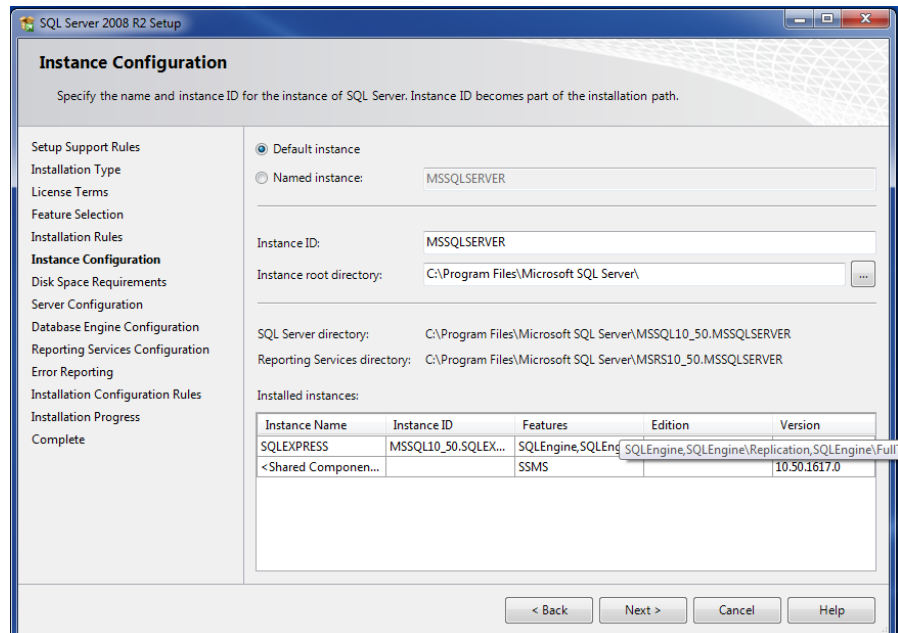 SQL Server 2008 R2 Setup
Instance Configuration
Specify the name and instance ID for the instance of SQL Server. Instance ID becomes part of the installation path.
Setup Support Rules
Installation Type
License Terms
Feature Selection
Installation Rules
Instance Configuration
Disk Space Requirements
Server Configuration
Database Engine Configuration
Reporting Services Configuration
Error Reporting
Installation Configuration Rules
Installation Progress
Complete
Default instance
Named instance: MSSQLSERVER
Instance ID: MSSQLSERVER
Instance root directory: C:\Program Files\Microsoft SQL Server\ ...
SQL Server directory: C:\Program Files\Microsoft SQL Server\MSSQL10_50.MSSQLSERVER
Reporting Services directory: C:\Program Files\Microsoft SQL Server\MSRS10_50.MSSQLSERVER
Installed instances:
Instance Name Instance ID Features Edition Version
SQLEXPRESS MSSQL10_50.SQLEX... SQLEngine,SQLEng SQLEngine,SQLEngine\Replication,SQLEngine\Full
<Shared Componen... SSMS 10.50.1617.0
< Back Next > Cancel Help